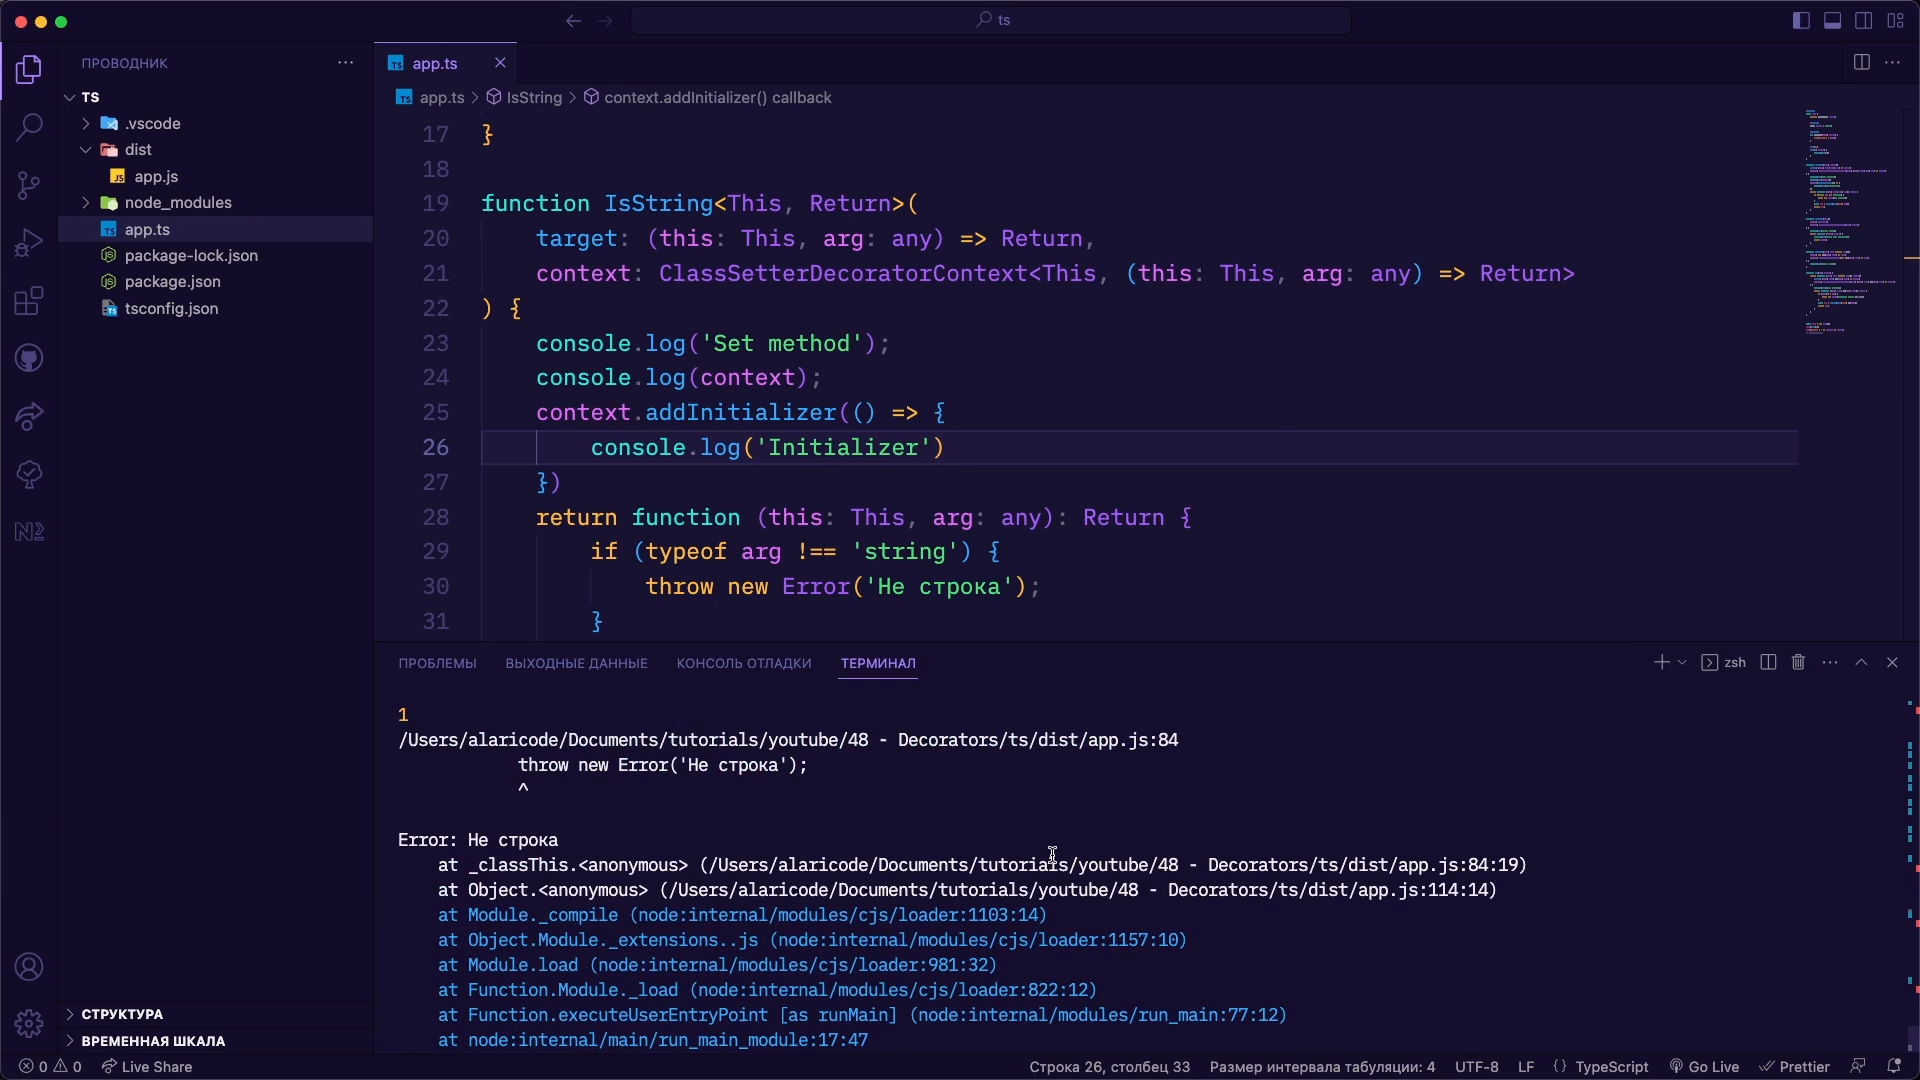 ts
ПРОВОДНИК
TS
.vscode
dist
app.js
node_modules
app.ts
package-lock.json
package.json
tsconfig.json
СТРУКТУРА
ВРЕМЕННАЯ ШКАЛА
app.ts
app.ts > IsString > context.addInitializer() callback
17 }
18
19 function IsString<This, Return>(
20 target: (this: This, arg: any) => Return,
21 context: ClassSetterDecoratorContext<This, (this: This, arg: any) => Return>
22 ) {
23 console.log('Set method');
24 console.log(context);
25 context.addInitializer(() => {
26 console.log('Initializer')
27 })
28 return function (this: This, arg: any): Return {
29 if (typeof arg !== 'string') {
30 throw new Error('Не строка');
31 }
ПРОБЛЕМЫ ВЫХОДНЫЕ ДАННЫЕ КОНСОЛЬ ОТЛАДКИ ТЕРМИНАЛ zsh
1
/Users/alaricode/Documents/tutorials/youtube/48 - Decorators/ts/dist/app.js:84
throw new Error('Не строка');
^
Error: Не строка
at _classThis.<anonymous> (/Users/alaricode/Documents/tutorials/youtube/48 - Decorators/ts/dist/app.js:84:19)
at Object.<anonymous> (/Users/alaricode/Documents/tutorials/youtube/48 - Decorators/ts/dist/app.js:114:14)
at Module._compile (node:internal/modules/cjs/loader:1103:14)
at Object.Module._extensions..js (node:internal/modules/cjs/loader:1157:10)
at Module.load (node:internal/modules/cjs/loader:981:32)
at Function.Module._load (node:internal/modules/cjs/loader:822:12)
at Function.executeUserEntryPoint [as runMain] (node:internal/modules/run_main:77:12)
at node:internal/main/run_main_module:17:47
0 0 Live Share Строка 26, столбец 33 Размер интервала табуляции: 4 UTF-8 LF {} TypeScript Go Live Prettier